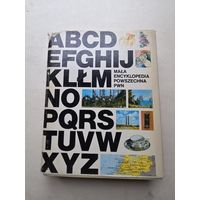 ABCD
EFGHIJ
KLŁM
MAŁA
ENCYKLOPEDIA
POWSZECHNA
PWN
NO
PQRS
TUVW
XYZ